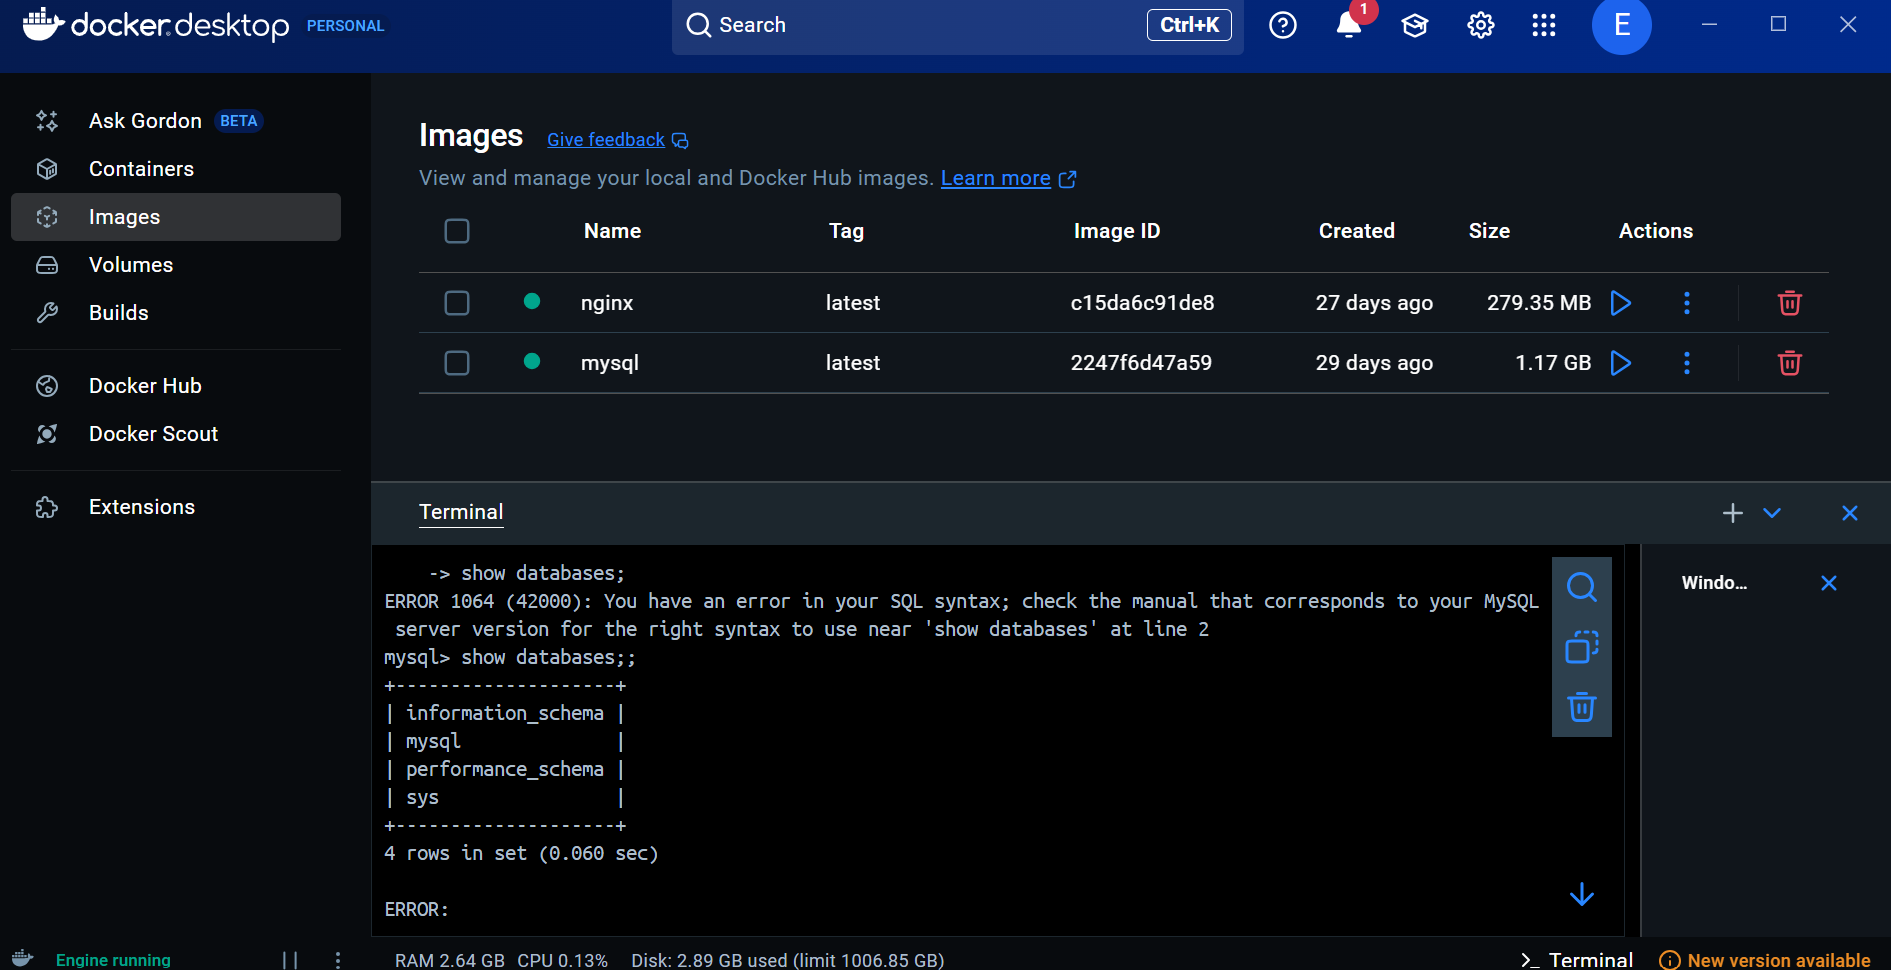 docker.desktop PERSONAL
Search Ctrl+K 1 E
Ask Gordon BETA
Containers
Images
Volumes
Builds
Docker Hub
Docker Scout
Extensions
Images Give feedback
View and manage your local and Docker Hub images. Learn more
Name Tag Image ID Created Size Actions
nginx latest c15da6c91de8 27 days ago 279.35 MB
mysql latest 2247f6d47a59 29 days ago 1.17 GB
Terminal
-> show databases;
ERROR 1064 (42000): You have an error in your SQL syntax; check the manual that corresponds to your MySQL
server version for the right syntax to use near 'show databases' at line 2
mysql> show databases;;
+--------------------+
| information_schema |
| mysql              |
| performance_schema |
| sys                |
+--------------------+
4 rows in set (0.060 sec)
ERROR:
Windo...
Engine running RAM 2.64 GB CPU 0.13% Disk: 2.89 GB used (limit 1006.85 GB) >_ Terminal New version available